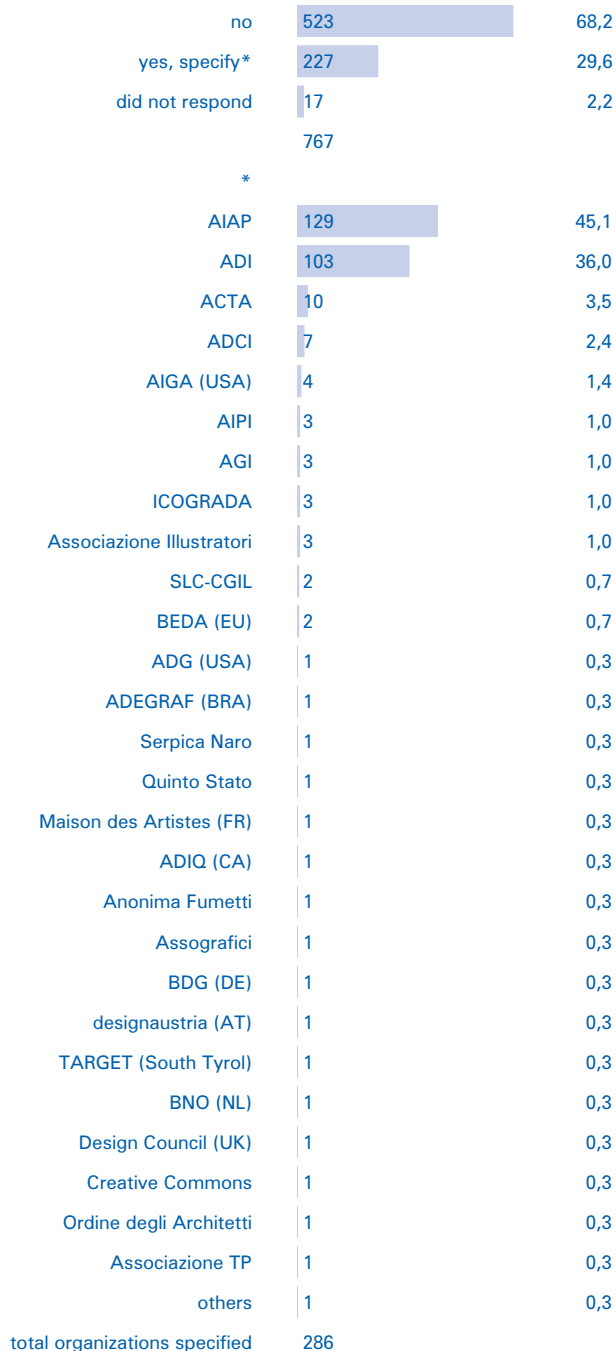 no 523 68,2
yes, specify* 227 29,6
did not respond 17 2,2
767
*
AIAP 129 45,1
ADI 103 36,0
ACTA 10 3,5
ADCI 7 2,4
AIGA (USA) 4 1,4
AIPI 3 1,0
AGI 3 1,0
ICOGRADA 3 1,0
Associazione Illustratori 3 1,0
SLC-CGIL 2 0,7
BEDA (EU) 2 0,7
ADG (USA) 1 0,3
ADEGRAF (BRA) 1 0,3
Serpica Naro 1 0,3
Quinto Stato 1 0,3
Maison des Artistes (FR) 1 0,3
ADIQ (CA) 1 0,3
Anonima Fumetti 1 0,3
Assografici 1 0,3
BDG (DE) 1 0,3
designaustria (AT) 1 0,3
TARGET (South Tyrol) 1 0,3
BNO (NL) 1 0,3
Design Council (UK) 1 0,3
Creative Commons 1 0,3
Ordine degli Architetti 1 0,3
Associazione TP 1 0,3
others 1 0,3
total organizations specified 286